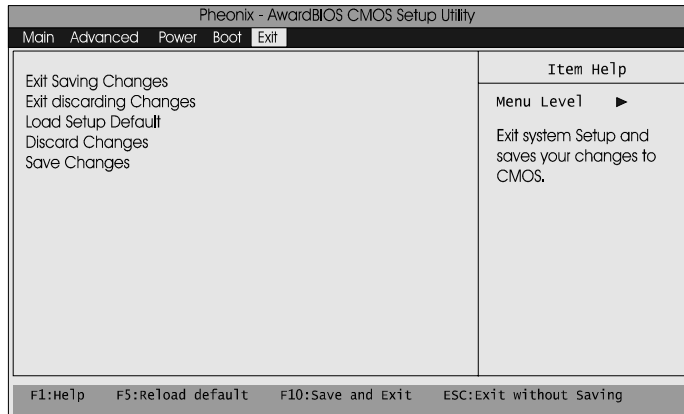 Pheonix - AwardBIOS CMOS Setup Utility
Main Advanced Power Boot Exit
Exit Saving Changes
Exit discarding Changes
Load Setup Default
Discard Changes
Save Changes
Item Help
Menu Level ▶
Exit system Setup and
saves your changes to
CMOS.
F1:Help F5:Reload default F10:Save and Exit ESC:Exit without Saving